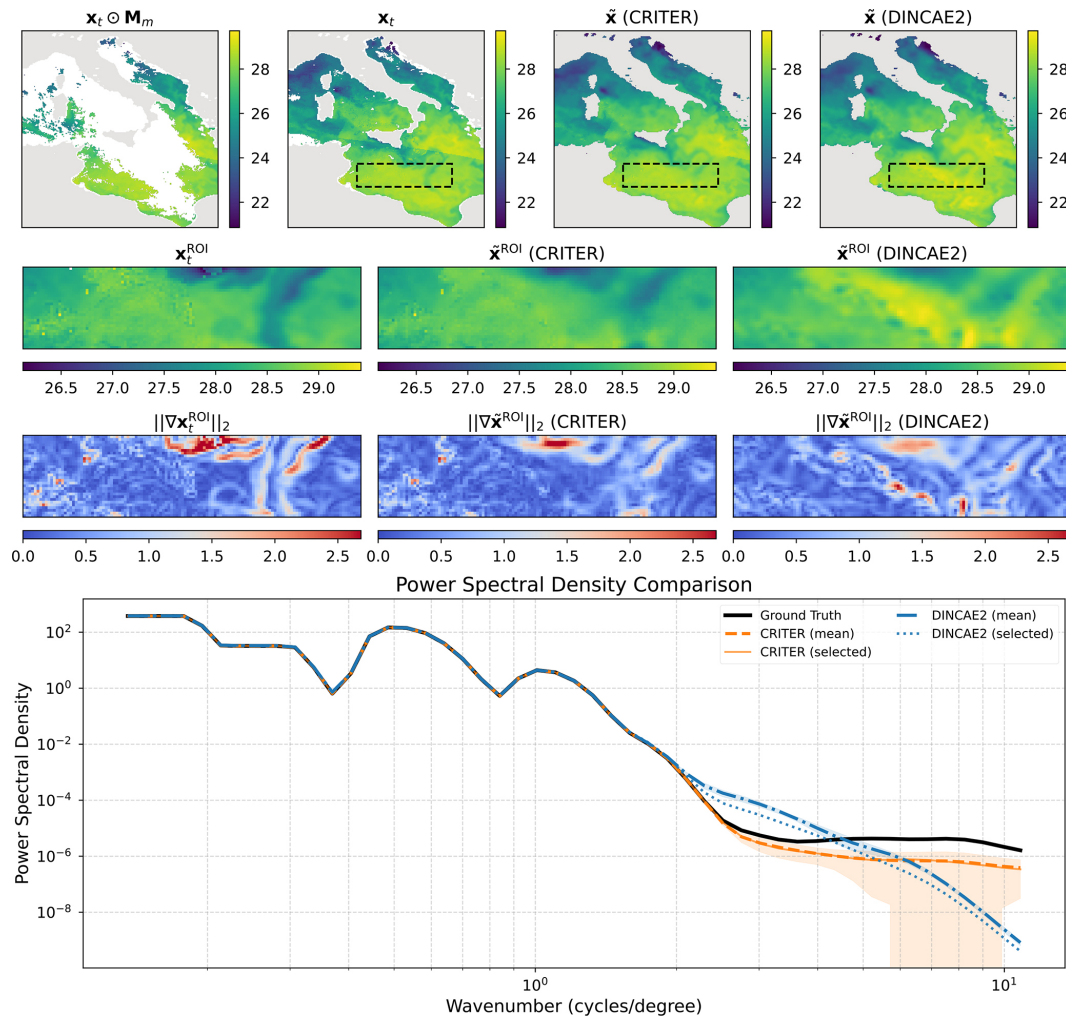 x_t ⊙ M_m
x_t
x̃ (CRITER)
x̃ (DINCAE2)
28
26
24
22
28
26
24
22
28
26
24
22
28
26
24
22
x_t^ROI
x̃^ROI (CRITER)
x̃^ROI (DINCAE2)
26.5 27.0 27.5 28.0 28.5 29.0
26.5 27.0 27.5 28.0 28.5 29.0
26.5 27.0 27.5 28.0 28.5 29.0
||∇x_t^ROI||_2
||∇x̃^ROI||_2 (CRITER)
||∇x̃^ROI||_2 (DINCAE2)
0.0 0.5 1.0 1.5 2.0 2.5
0.0 0.5 1.0 1.5 2.0 2.5
0.0 0.5 1.0 1.5 2.0 2.5
Power Spectral Density Comparison
Ground Truth
CRITER (mean)
CRITER (selected)
DINCAE2 (mean)
DINCAE2 (selected)
Power Spectral Density
10^2
10^0
10^−2
10^−4
10^−6
10^−8
10^0
10^1
Wavenumber (cycles/degree)